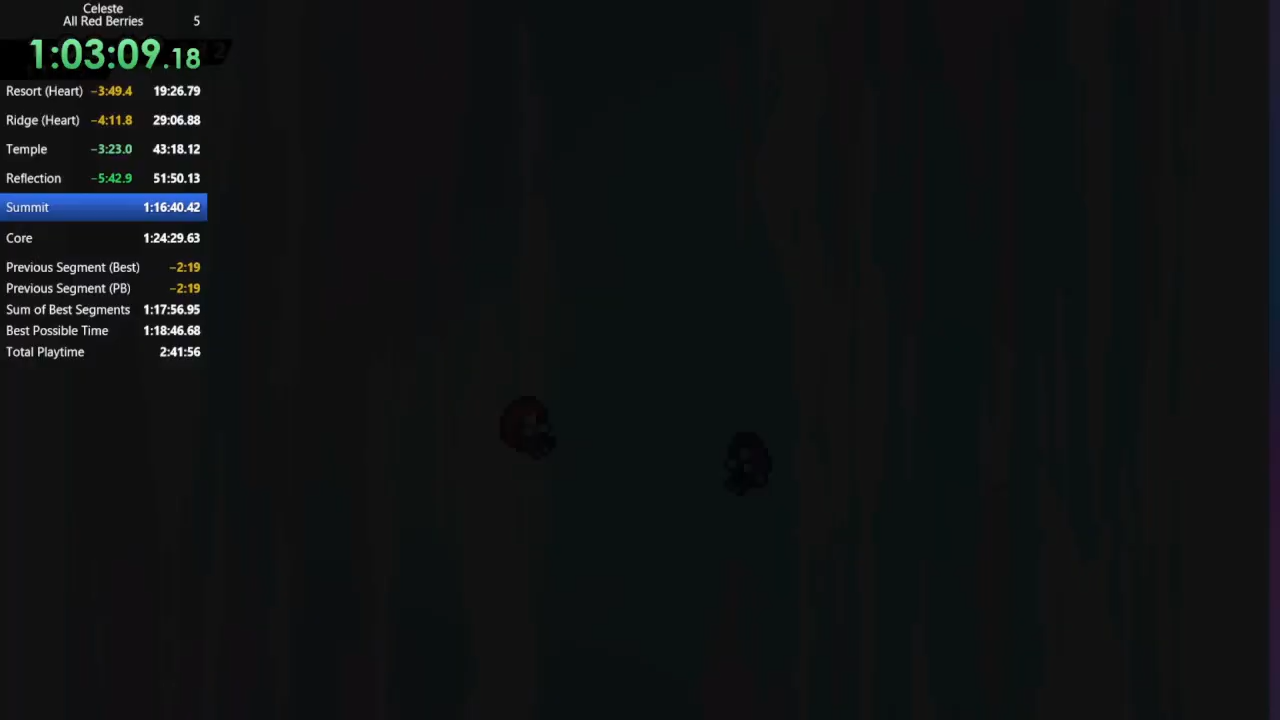 Celeste
All Red Berries 5
1:03:09.18
Resort (Heart) −3:49.4 19:26.79
Ridge (Heart) −4:11.8 29:06.88
Temple −3:23.0 43:18.12
Reflection −5:42.9 51:50.13
Summit 1:16:40.42
Core 1:24:29.63
Previous Segment (Best) −2:19
Previous Segment (PB) −2:19
Sum of Best Segments 1:17:56.95
Best Possible Time 1:18:46.68
Total Playtime 2:41:56